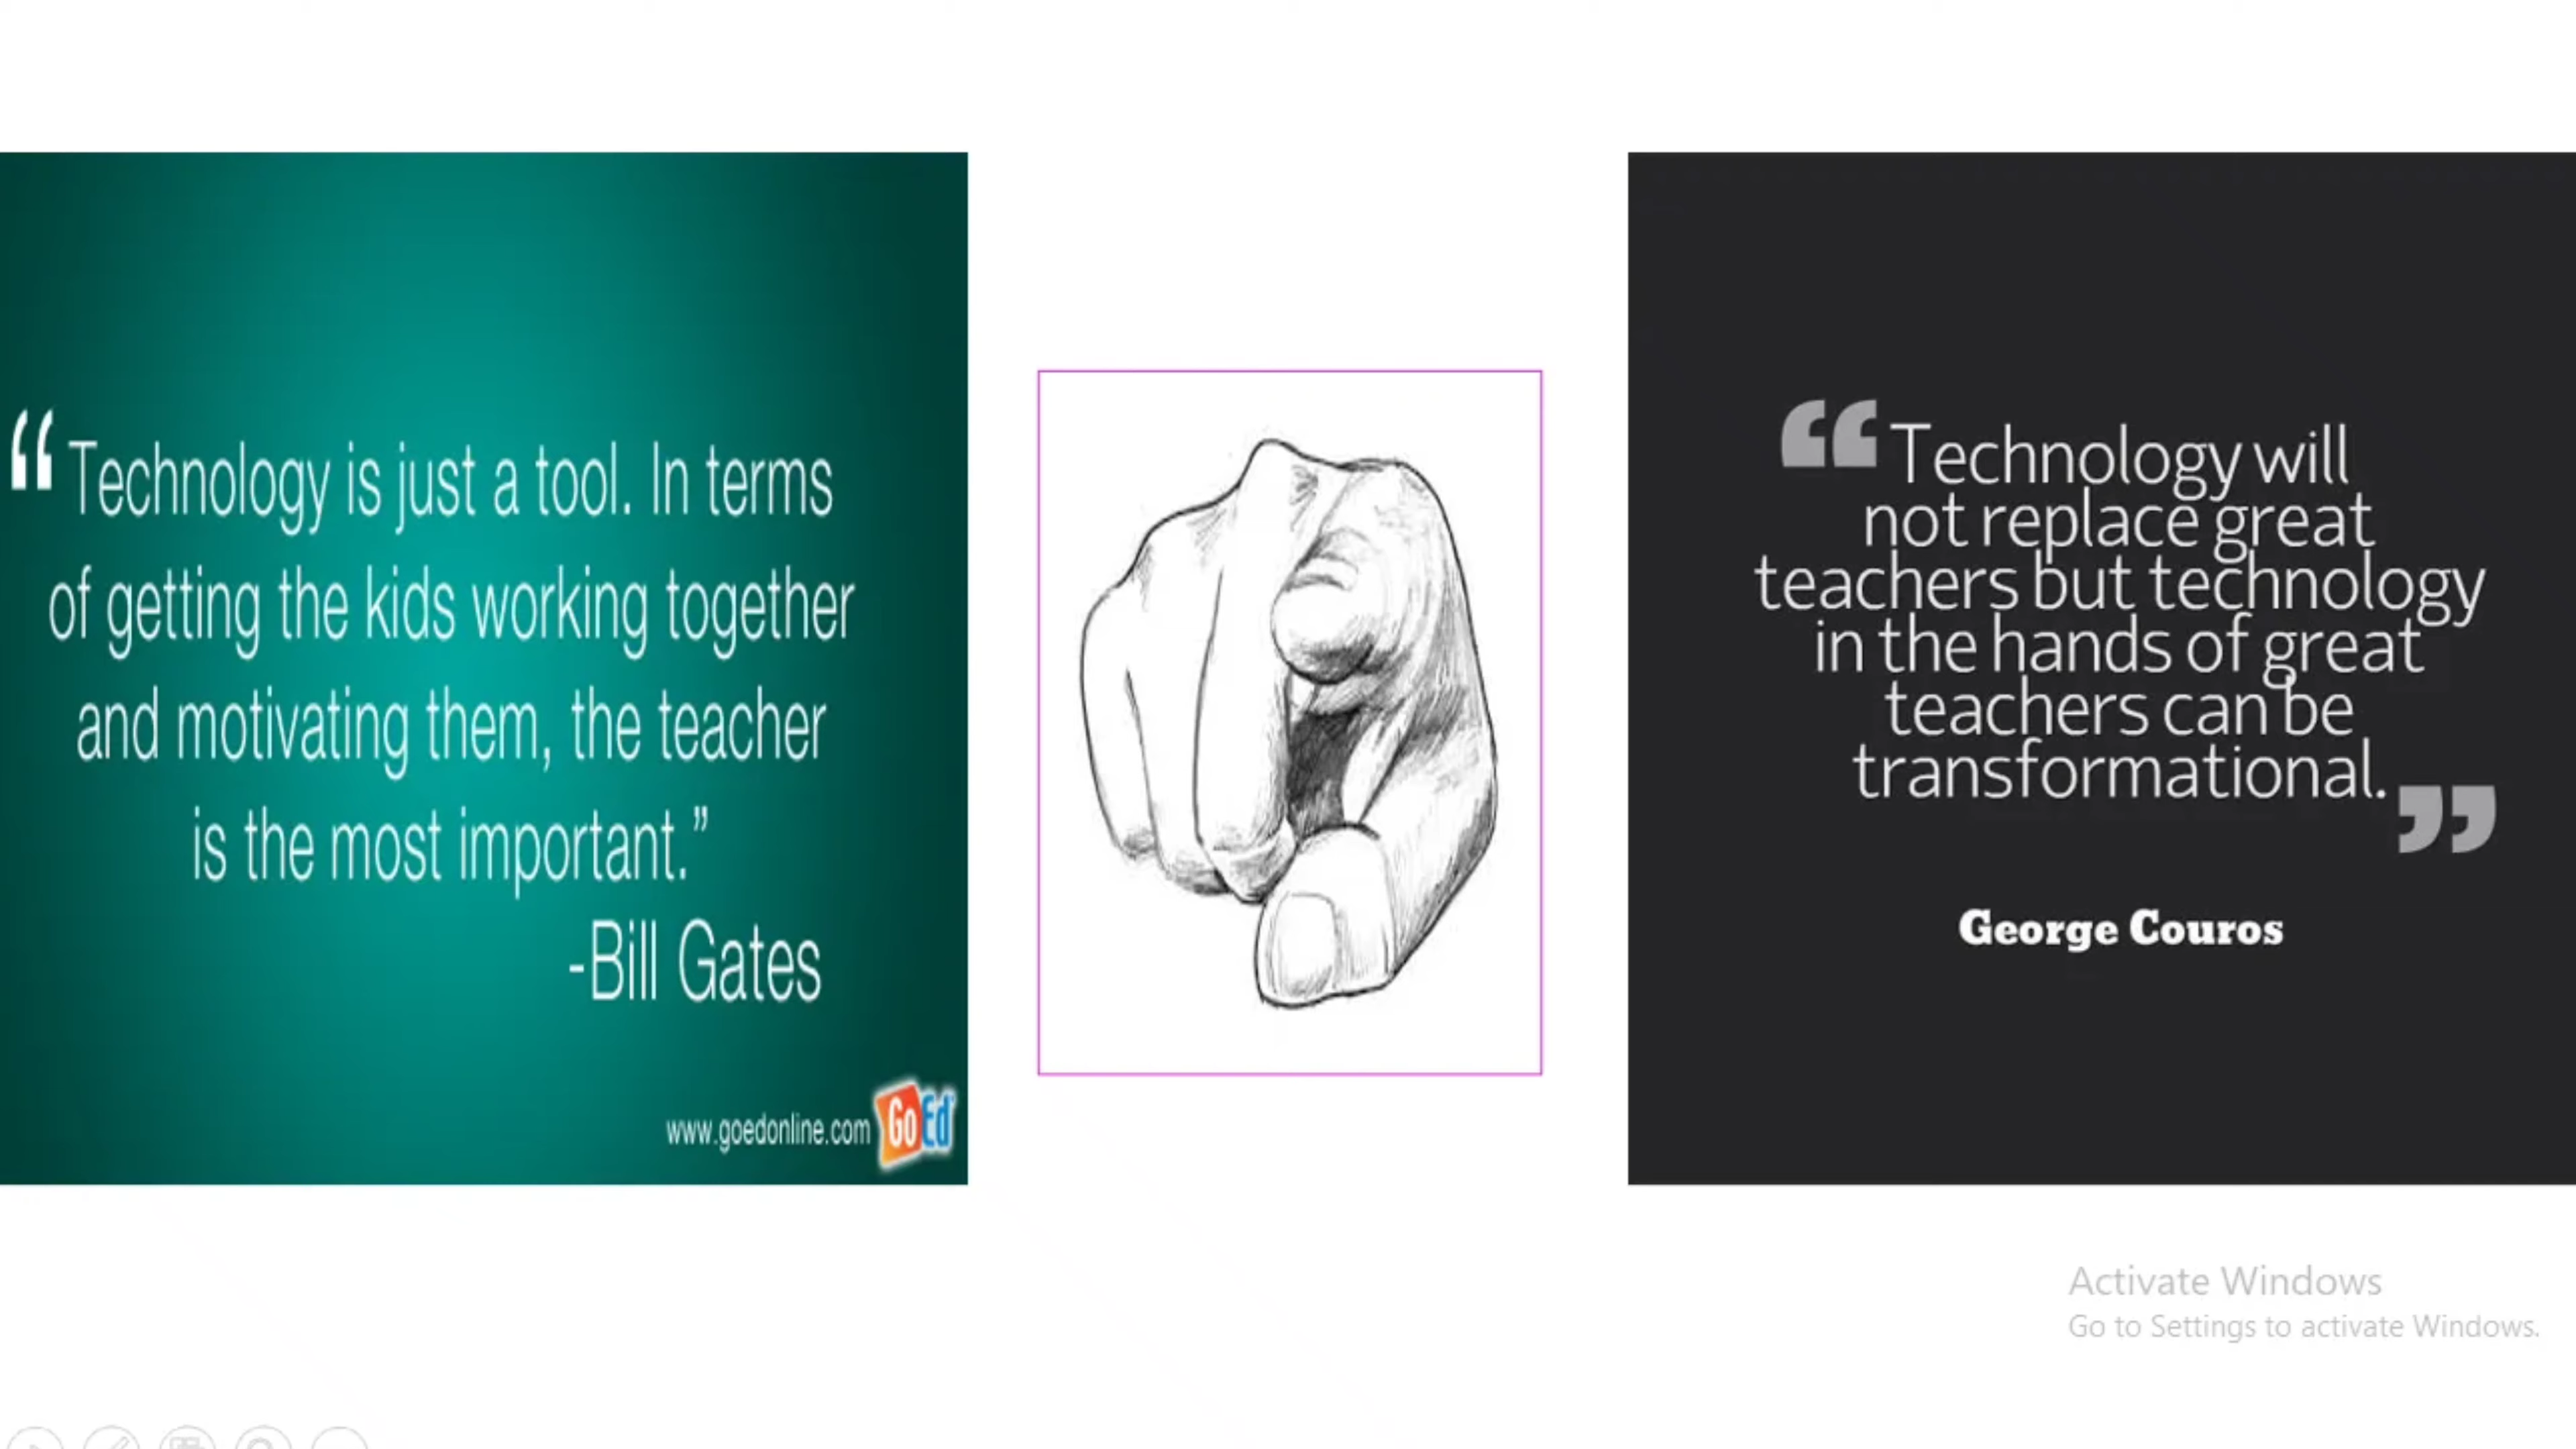 “Technology is just a tool. In terms
of getting the kids working together
and motivating them, the teacher
is the most important.”
-Bill Gates
www.goedonline.com GoEd
“Technology will
not replace great
teachers but technology
in the hands of great
teachers can be
transformational.”
George Couros
Activate Windows
Go to Settings to activate Windows.